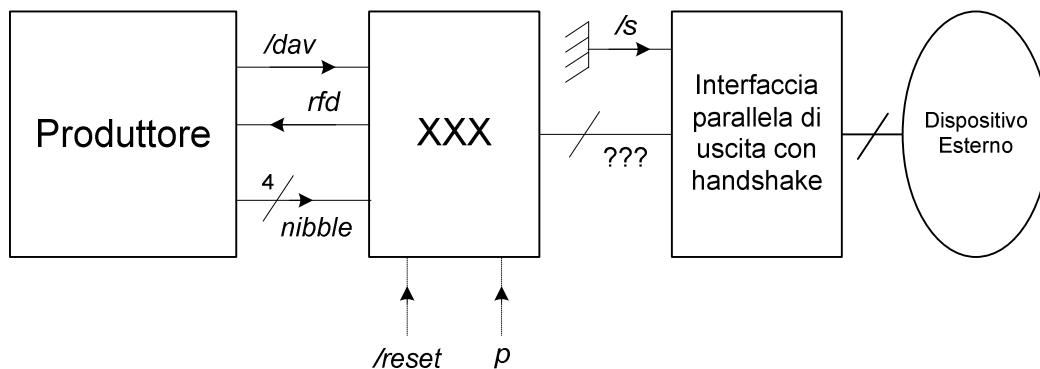 Produttore
/dav
rfd
4
nibble
XXX
/reset
p
/s
???
Interfaccia
parallela di
uscita con
handshake
Dispositivo
Esterno